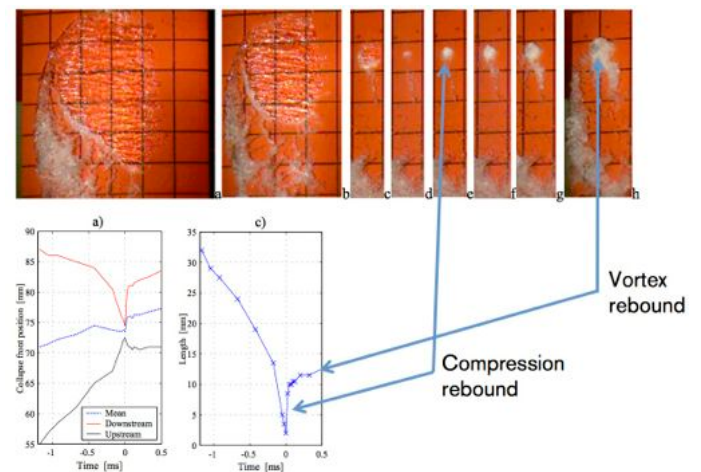 a
b
c
d
e
f
g
h
a)
c)
90
85
80
75
70
65
60
55
Collapse front position [mm]
Mean
Downstream
Upstream
-1
-0.5
0
0.5
Time [ms]
35
30
25
20
15
10
5
0
Length [mm]
-1
-0.5
0
0.5
Time [ms]
Vortex
rebound
Compression
rebound